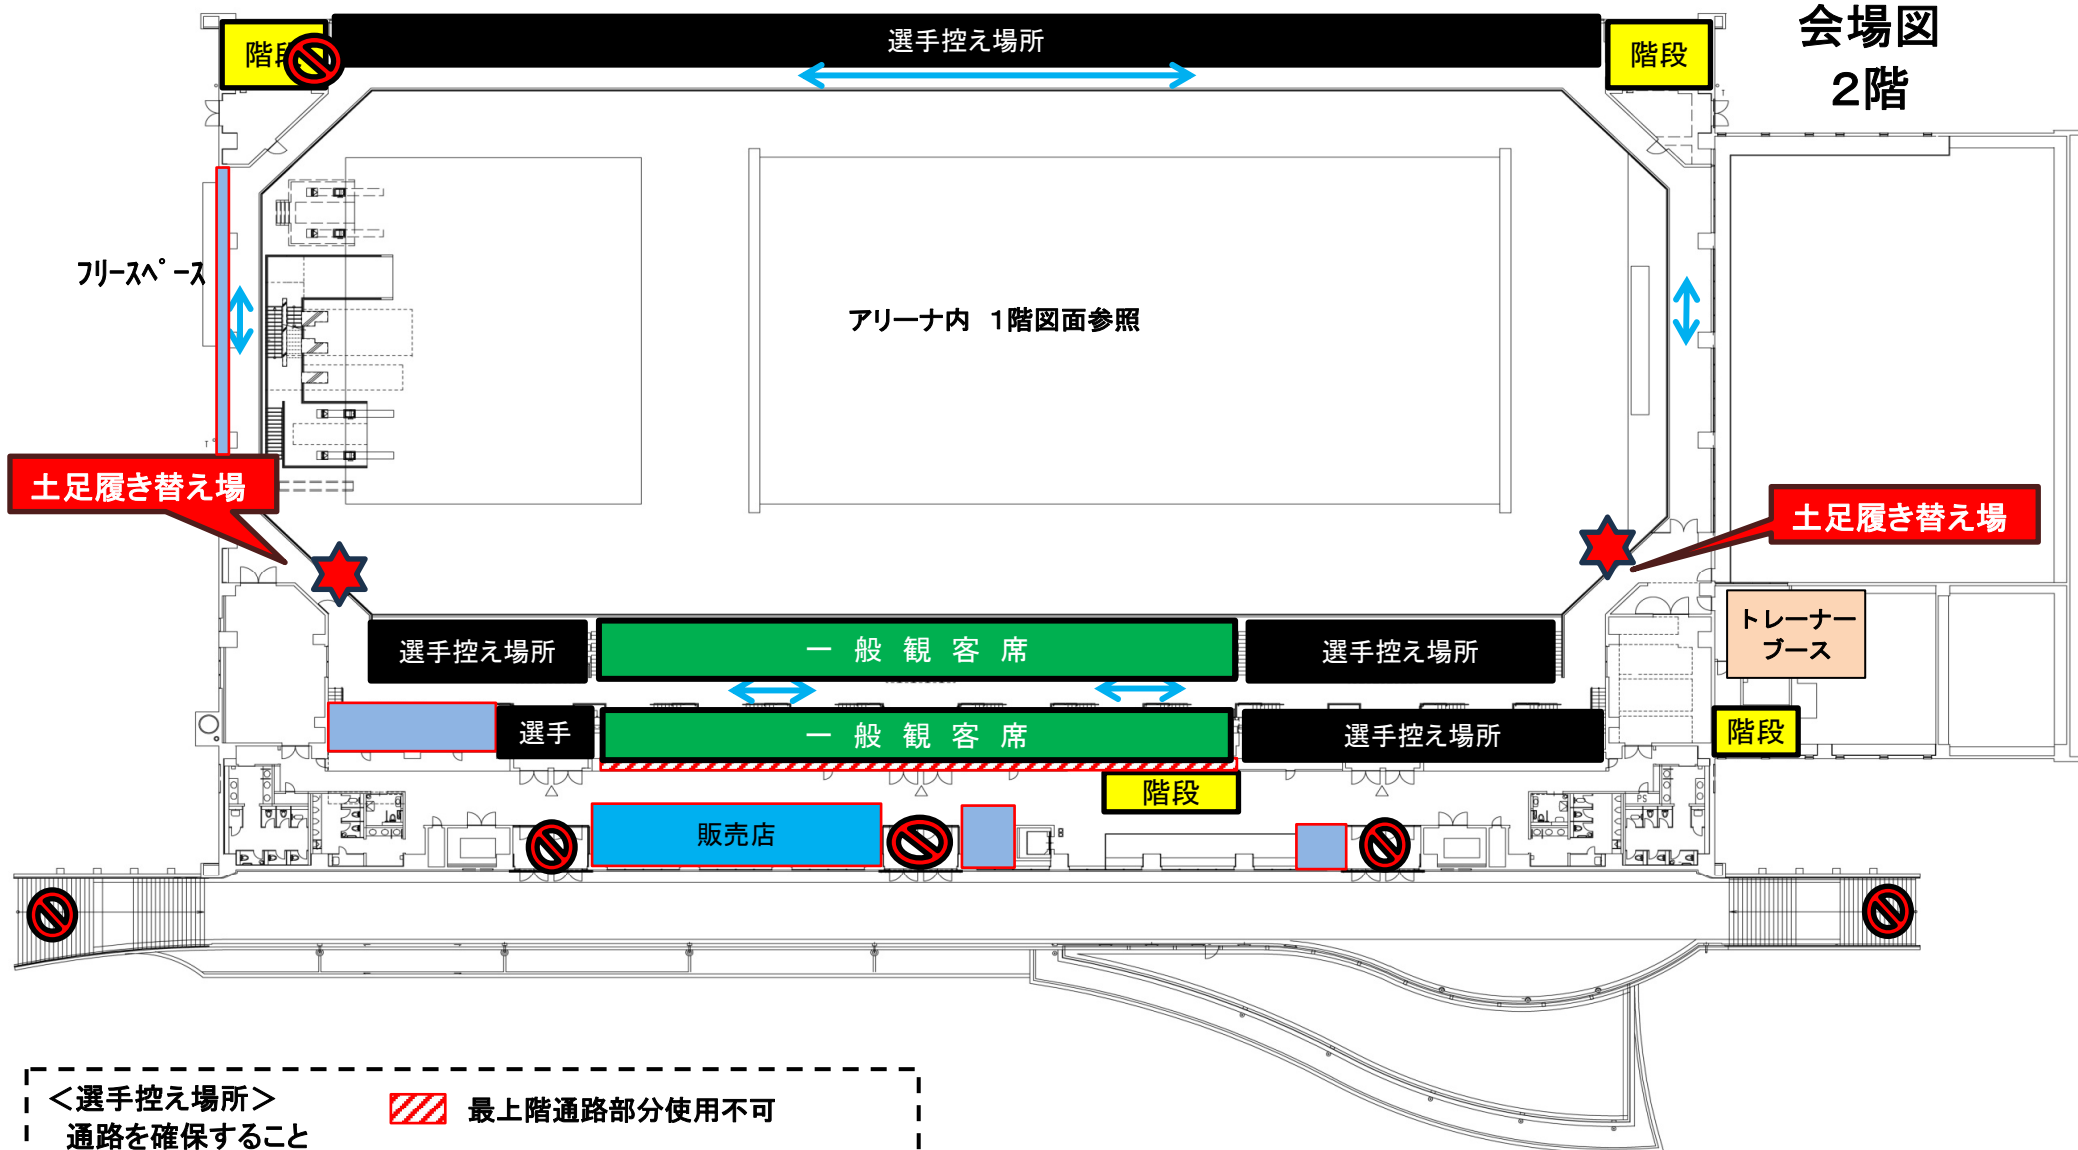 会場図
2階
選手控え場所
階段
階段
フリースペース
アリーナ内 1階図面参照
土足履き替え場
土足履き替え場
選手控え場所
一般観客席
選手控え場所
トレーナー
ブース
選手
一般観客席
選手控え場所
階段
階段
販売店
PS
＜選手控え場所＞
通路を確保すること
最上階通路部分使用不可